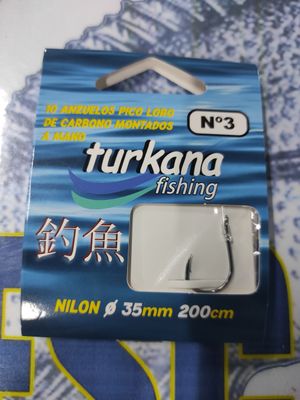 10 ANZUELOS PICO LORO
DE CARBONO MONTADOS
A MANO
Nº3
turkana
fishing
釣魚
NILON Ø 35mm 200cm